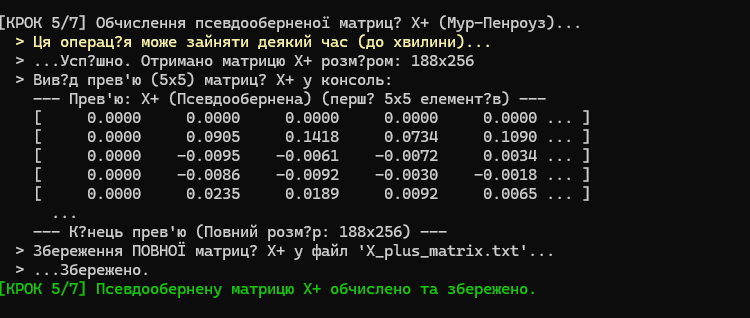 [КРОК 5/7] Обчислення псевдооберненої матриц? X+ (Мур-Пенроуз)...
> Ця операц?я може зайняти деякий час (до хвилини)...
> ...Усп?шно. Отримано матрицю X+ розм?ром: 188x256
> Вив?д прев'ю (5x5) матриц? X+ у консоль:
--- Прев'ю: X+ (Псевдообернена) (перш? 5x5 елемент?в) ---
[ 0.0000 0.0000 0.0000 0.0000 0.0000 ... ]
[ 0.0000 0.0905 0.1418 0.0734 0.1090 ... ]
[ 0.0000 -0.0095 -0.0061 -0.0072 0.0034 ... ]
[ 0.0000 -0.0086 -0.0092 -0.0030 -0.0018 ... ]
[ 0.0000 0.0235 0.0189 0.0092 0.0065 ... ]
...
--- К?нець прев'ю (Повний розм?р: 188x256) ---
> Збереження ПОВНОЇ матриц? X+ у файл 'X_plus_matrix.txt'...
> ...Збережено.
[КРОК 5/7] Псевдообернену матрицю X+ обчислено та збережено.